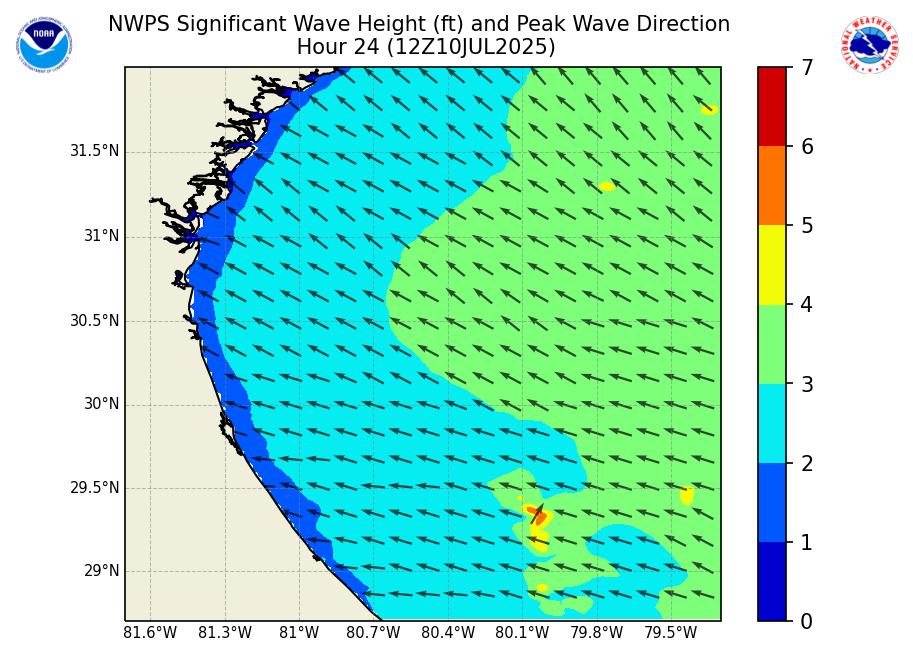 NWPS Significant Wave Height (ft) and Peak Wave Direction
Hour 24 (12Z10JUL2025)
NOAA
NATIONAL WEATHER SERVICE
31.5°N
31°N
30.5°N
30°N
29.5°N
29°N
81.6°W 81.3°W 81°W 80.7°W 80.4°W 80.1°W 79.8°W 79.5°W
7
6
5
4
3
2
1
0